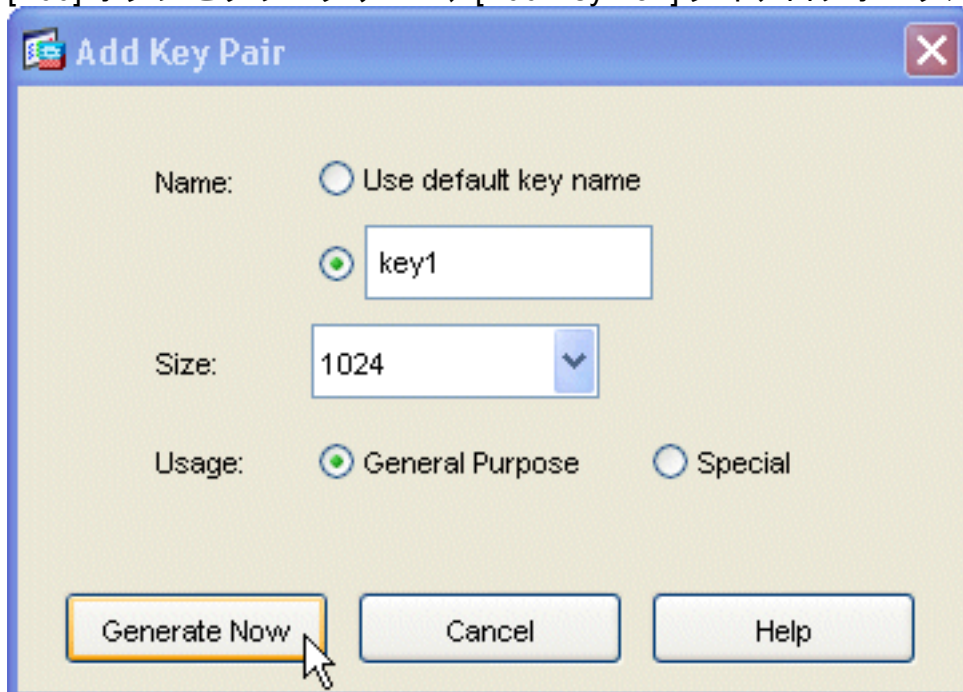 Add Key Pair
Name: Use default key name
key1
Size: 1024
Usage: General Purpose Special
Generate Now Cancel Help